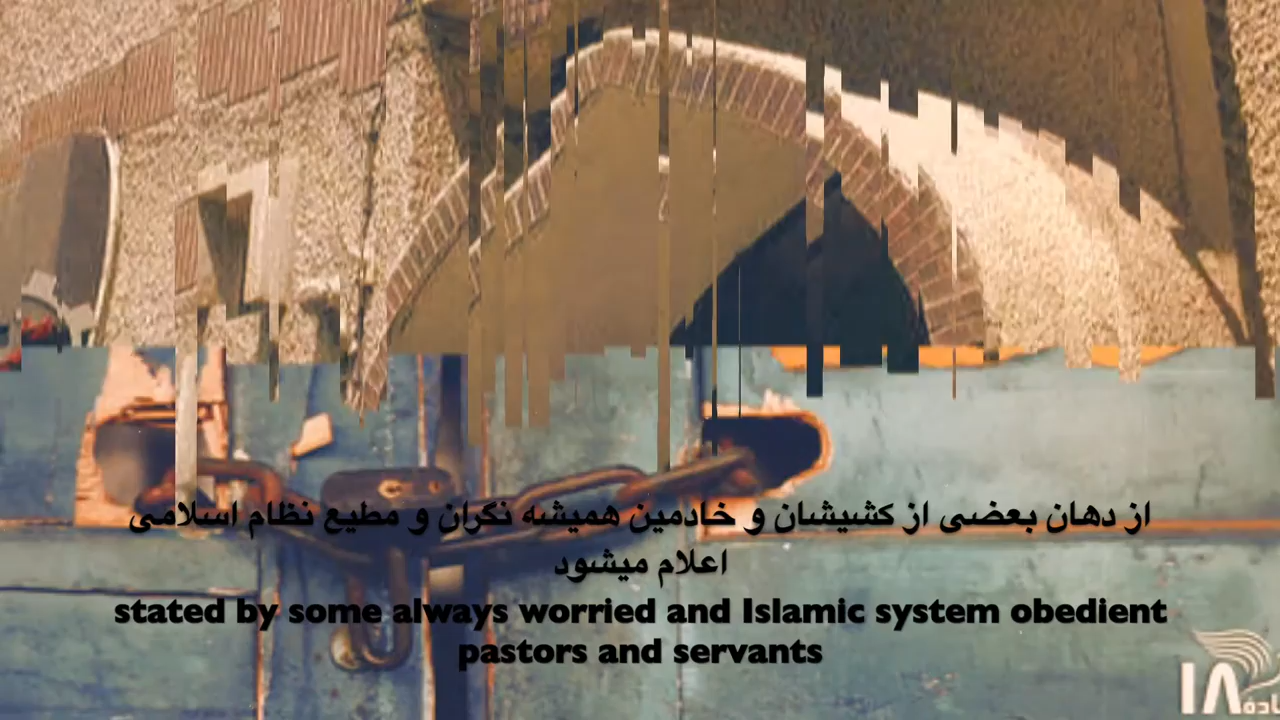 از دهان بعضی از کشیشان و خادمین همیشه نگران و مطیع نظام اسلامی
اعلام میشود
stated by some always worried and Islamic system obedient
pastors and servants
۱۸